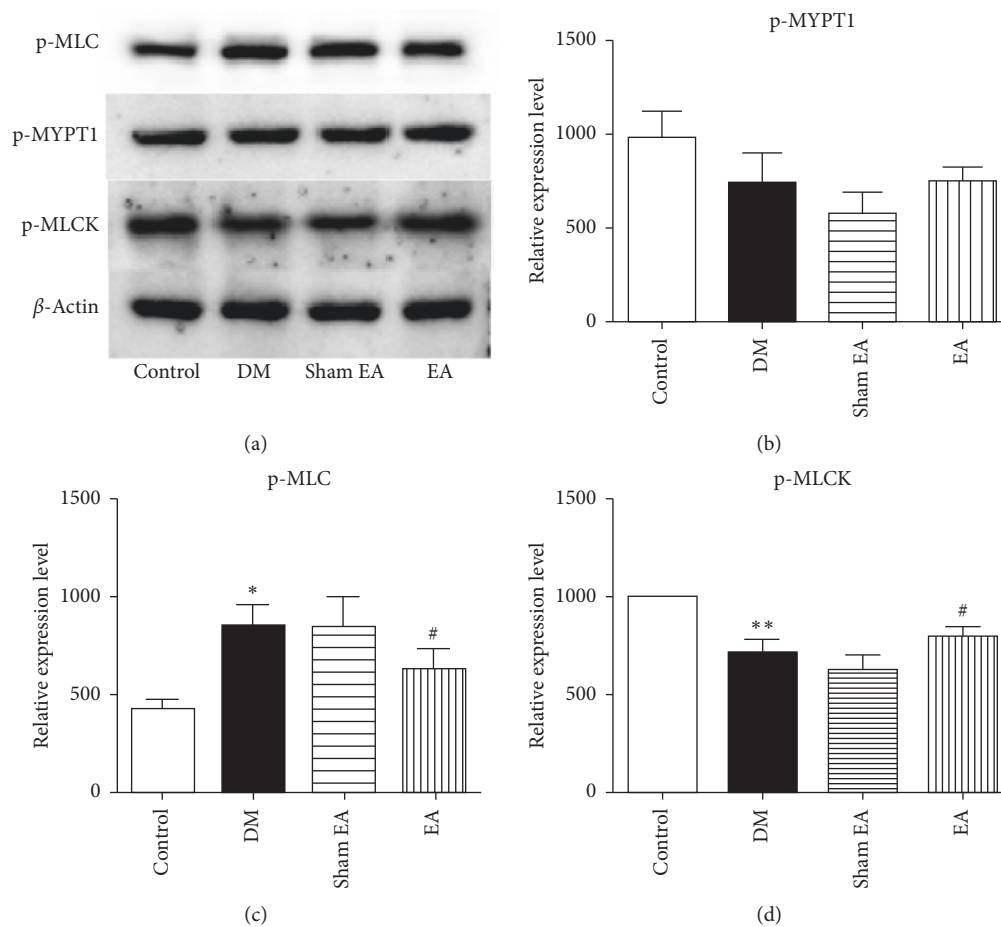 p-MLC
p-MYPT1
p-MLCK
β-Actin
Control DM Sham EA EA
(a)
p-MYPT1
Relative expression level
1500
1000
500
0
Control
DM
Sham EA
EA
(b)
p-MLC
Relative expression level
1500
1000
500
0
*
#
Control
DM
Sham EA
EA
(c)
p-MLCK
Relative expression level
1500
1000
500
0
**
#
Control
DM
Sham EA
EA
(d)